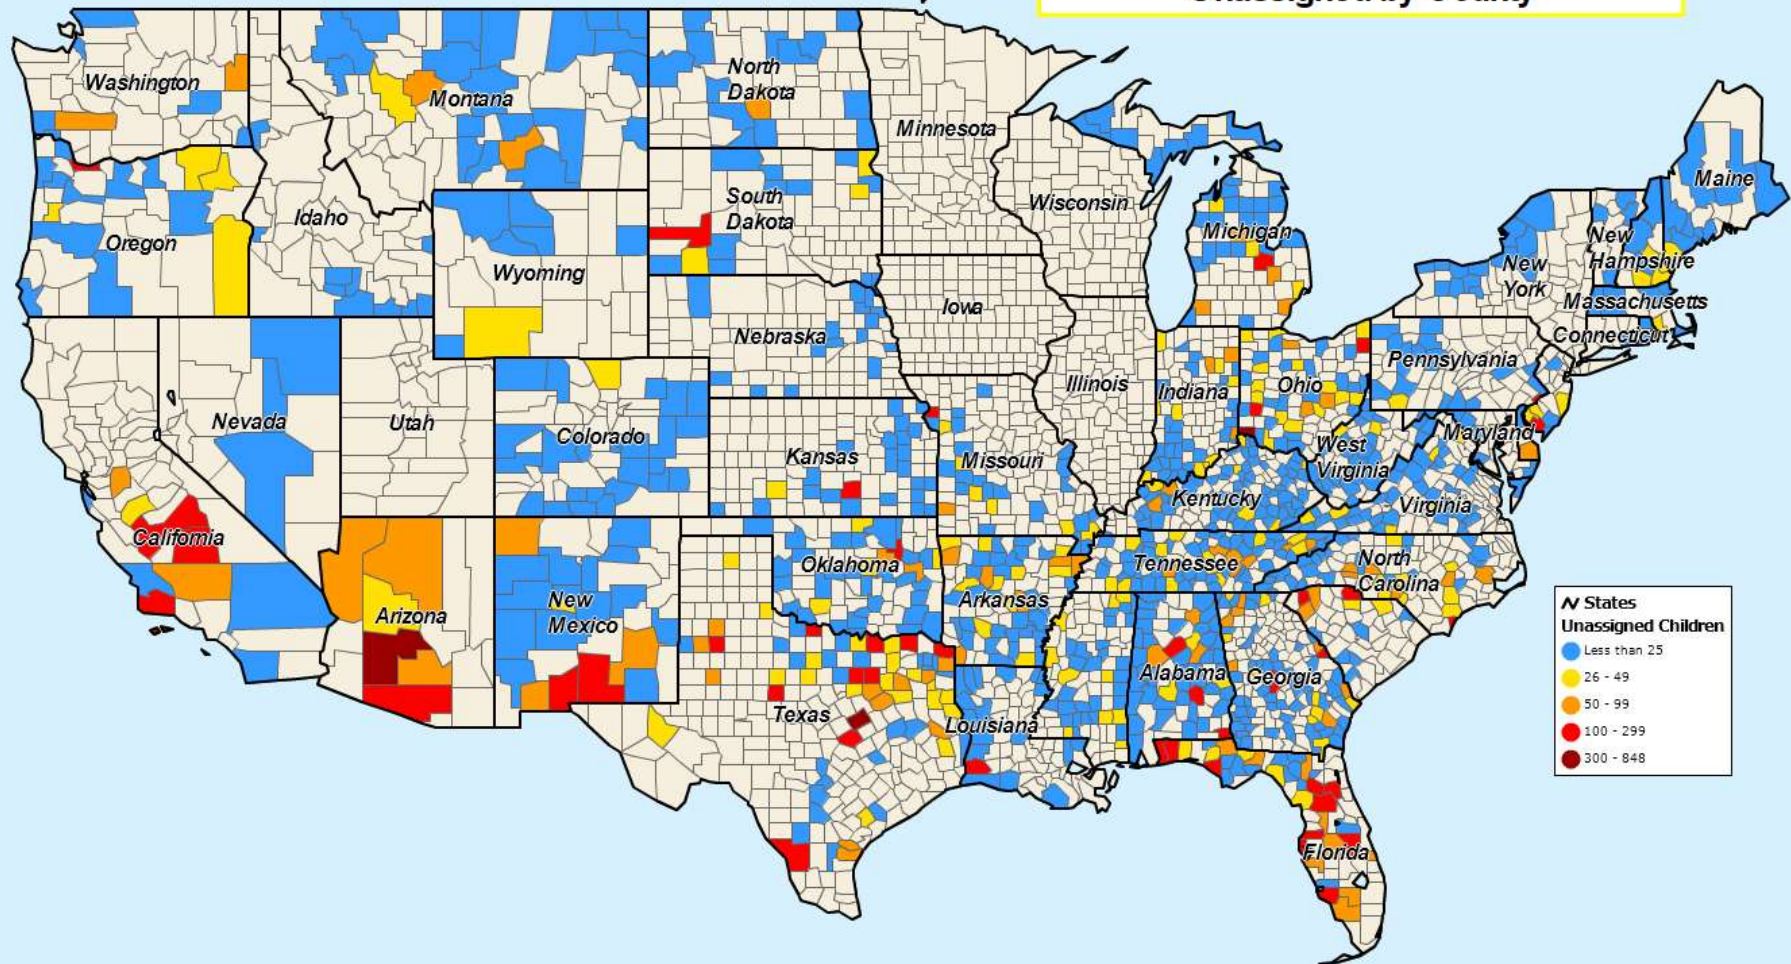 Unassigned by County
Washington
Montana
North
Dakota
Minnesota
Maine
South
Dakota
Wisconsin
Michigan
Idaho
Oregon
Wyoming
New
Hampshire
New
York
Massachusetts
Connecticut
Iowa
Nebraska
Pennsylvania
Illinois
Indiana
Ohio
Nevada
Utah
Colorado
Kansas
Missouri
West
Virginia
Maryland
Kentucky
Virginia
California
Oklahoma
Tennessee
North
Carolina
Arizona
New
Mexico
Arkansas
Alabama
Georgia
Texas
Louisiana
Florida
States
Unassigned Children
Less than 25
26 - 49
50 - 99
100 - 299
300 - 848